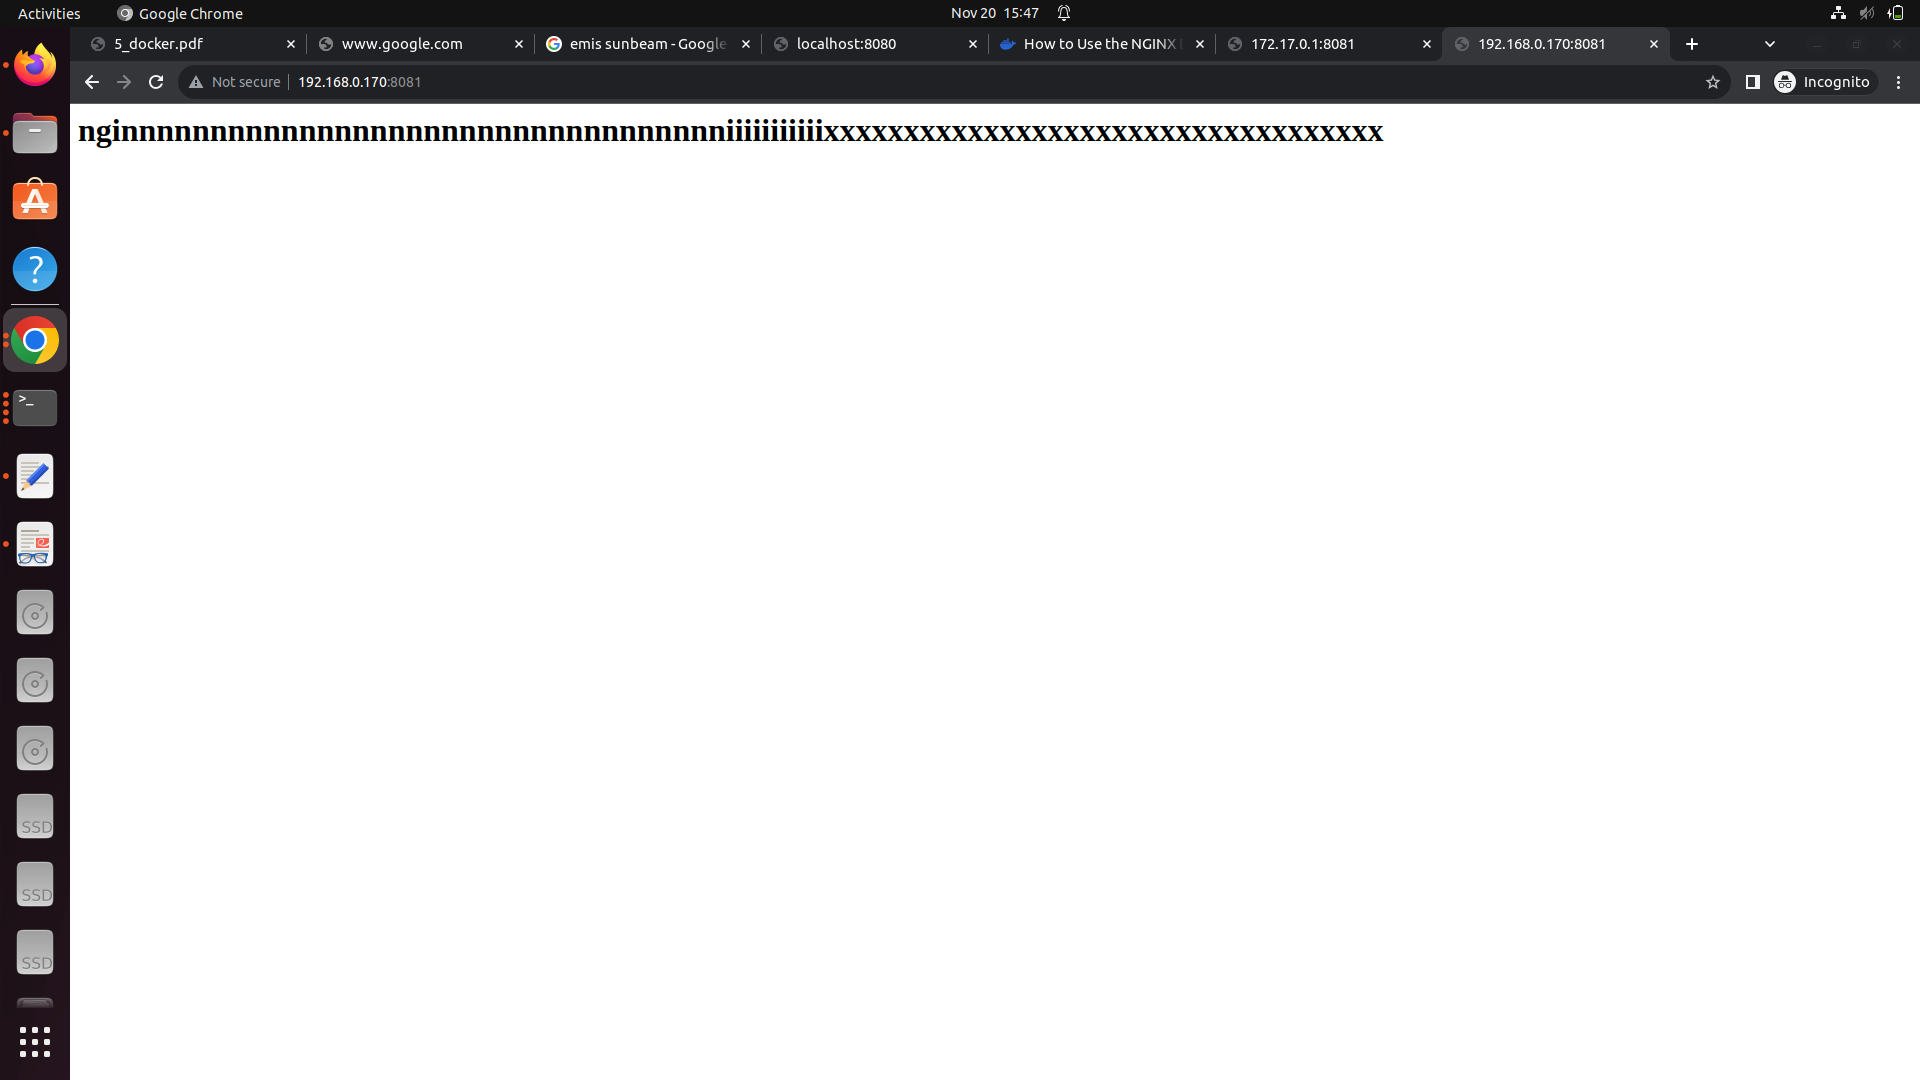 Activities
Google Chrome
Nov 20 15:47
5_docker.pdf
www.google.com
emis sunbeam - Google
localhost:8080
How to Use the NGINX
172.17.0.1:8081
192.168.0.170:8081
Not secure
192.168.0.170:8081
Incognito
nginnnnnnnnnnnnnnnnnnnnnnnnnnnnnnnnnniiiiiiiiiiixxxxxxxxxxxxxxxxxxxxxxxxxxxxxxxxxxx
>_
?
SSD
SSD
SSD